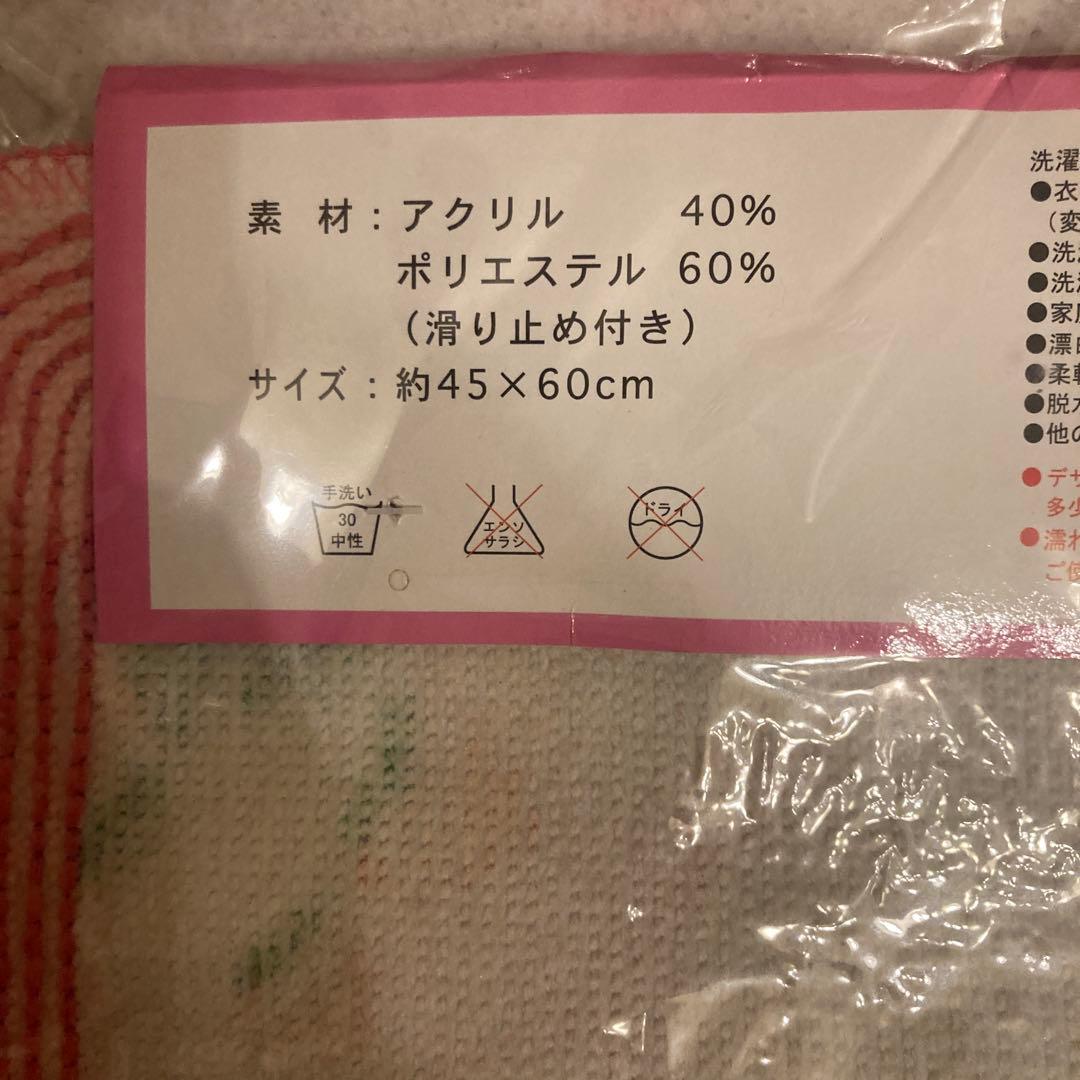 素 材：アクリル 40%
ポリエステル 60%
（滑り止め付き）
サイズ：約45×60cm
手洗い
30
中性
エンソ
サラシ
ドライ
洗濯
●衣
（変
●洗
●洗
●家
●漂
●柔
●脱
●他の
●デザ
多少
●濡れ
ご使